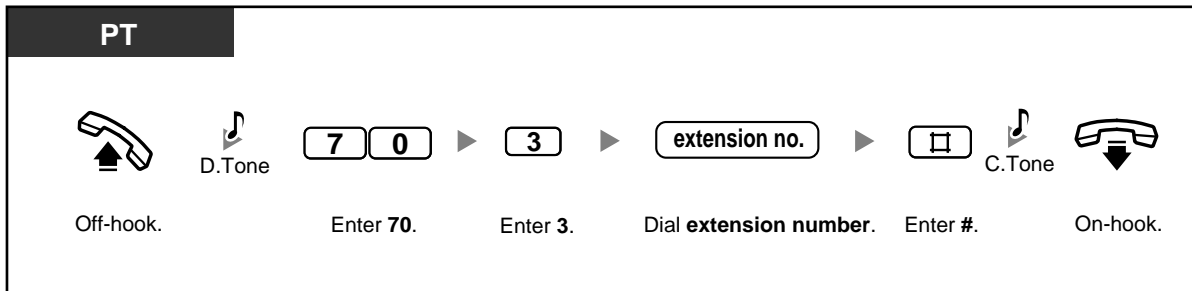 PT
7 0 3 extension no. #
D.Tone C.Tone
Off-hook. Enter 70. Enter 3. Dial extension number. Enter #. On-hook.